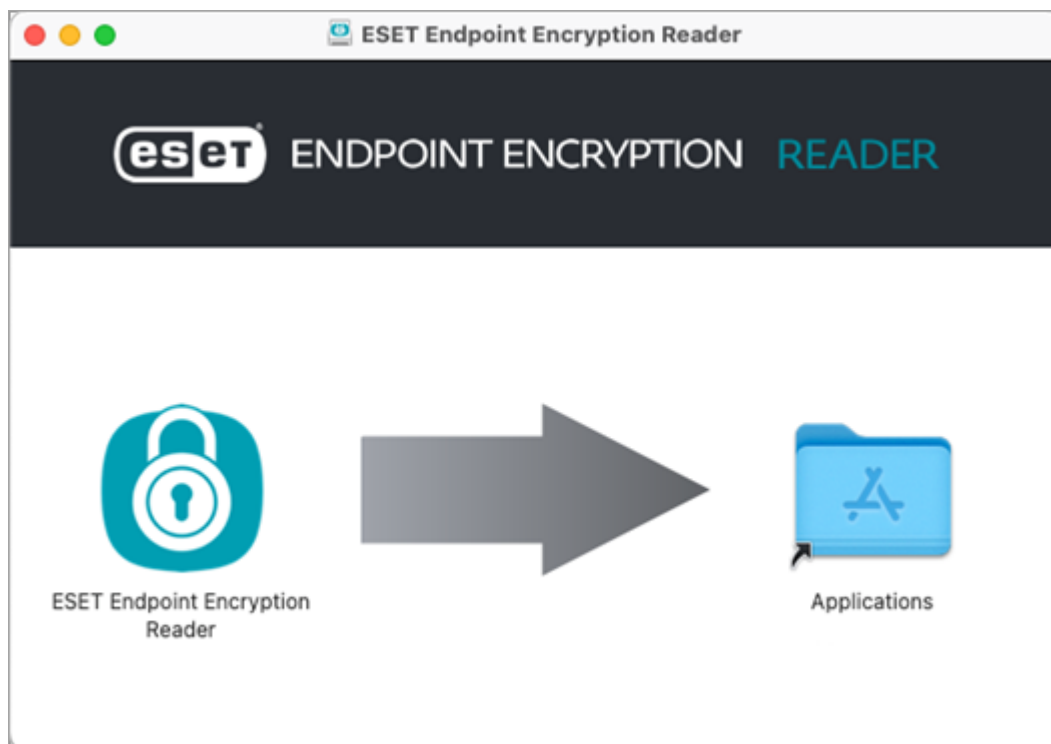 ESET Endpoint Encryption Reader
eset ENDPOINT ENCRYPTION READER
ESET Endpoint Encryption
Reader
Applications